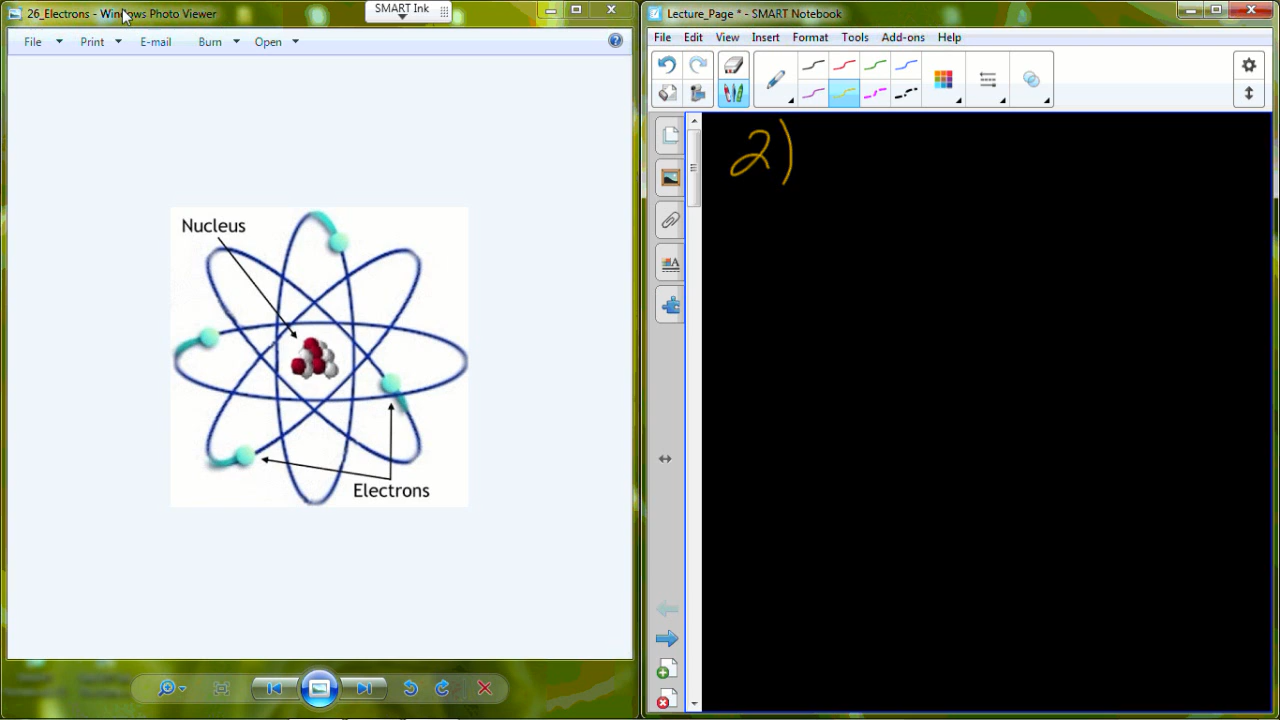 26_Electrons - Windows Photo Viewer
SMART Ink
Lecture_Page * - SMART Notebook
File Print E-mail Burn Open
File Edit View Insert Format Tools Add-ons Help
2)
Nucleus
Electrons